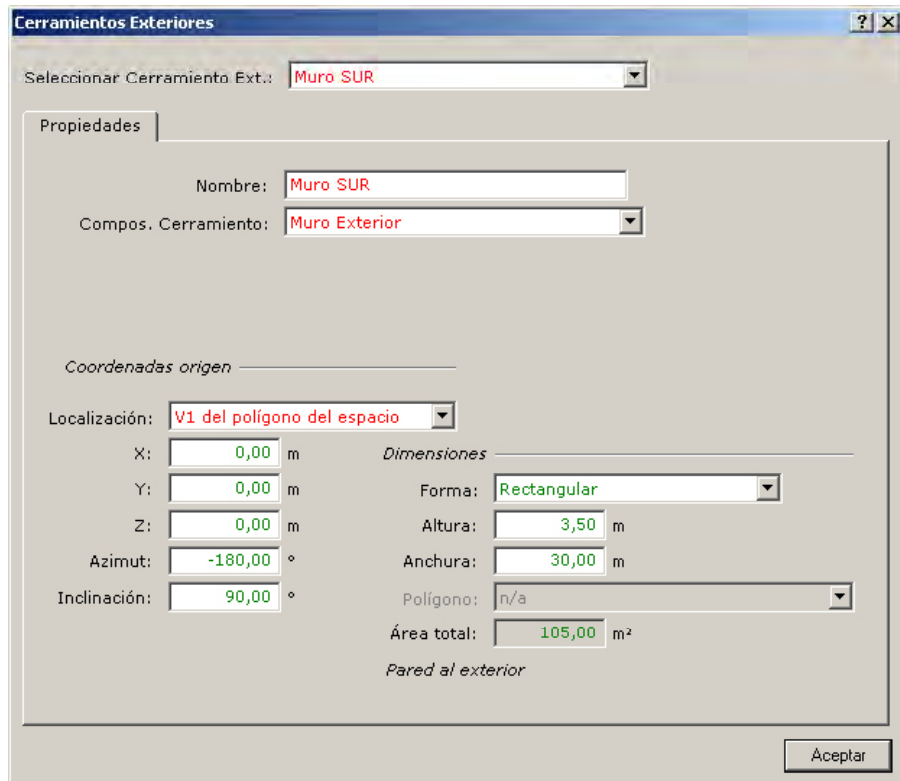 Cerramientos Exteriores
Seleccionar Cerramiento Ext.: Muro SUR
Propiedades
Nombre: Muro SUR
Compos. Cerramiento: Muro Exterior
Coordenadas origen
Localización: V1 del polígono del espacio
X: 0,00 m Dimensiones
Y: 0,00 m Forma: Rectangular
Z: 0,00 m Altura: 3,50 m
Azimut: -180,00 º Anchura: 30,00 m
Inclinación: 90,00 º Polígono: n/a
Área total: 105,00 m²
Pared al exterior
Aceptar